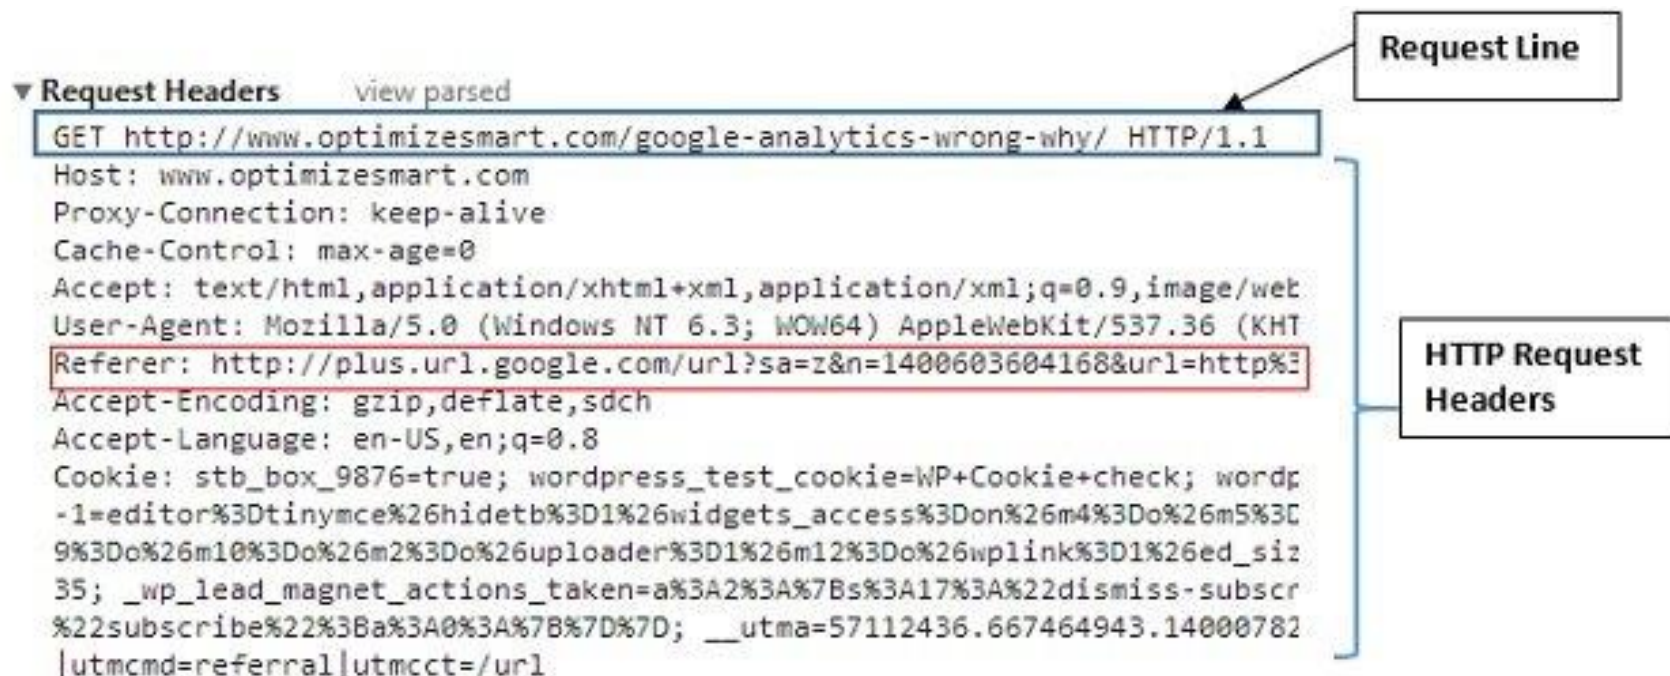 Request Line
▼ Request Headers view parsed
GET http://www.optimizesmart.com/google-analytics-wrong-why/ HTTP/1.1
Host: www.optimizesmart.com
Proxy-Connection: keep-alive
Cache-Control: max-age=0
Accept: text/html,application/xhtml+xml,application/xml;q=0.9,image/web
User-Agent: Mozilla/5.0 (Windows NT 6.3; WOW64) AppleWebKit/537.36 (KHT
Referer: http://plus.url.google.com/url?sa=z&n=1400603604168&url=http%3
HTTP Request
Headers
Accept-Encoding: gzip,deflate,sdch
Accept-Language: en-US,en;q=0.8
Cookie: stb_box_9876=true; wordpress_test_cookie=WP+Cookie+check; wordp
-1=editor%3Dtinymce%26hidetb%3D1%26widgets_access%3Don%26m4%3Do%26m5%3D
9%3Do%26m10%3Do%26m2%3Do%26uploader%3D1%26m12%3Do%26wplink%3D1%26ed_siz
35; _wp_lead_magnet_actions_taken=a%3A2%3A%7Bs%3A17%3A%22dismiss-subscr
%22subscribe%22%3Ba%3A0%3A%7B%7D%7D; __utma=57112436.667464943.14000782
|utmcmd=referral|utmcct=/url